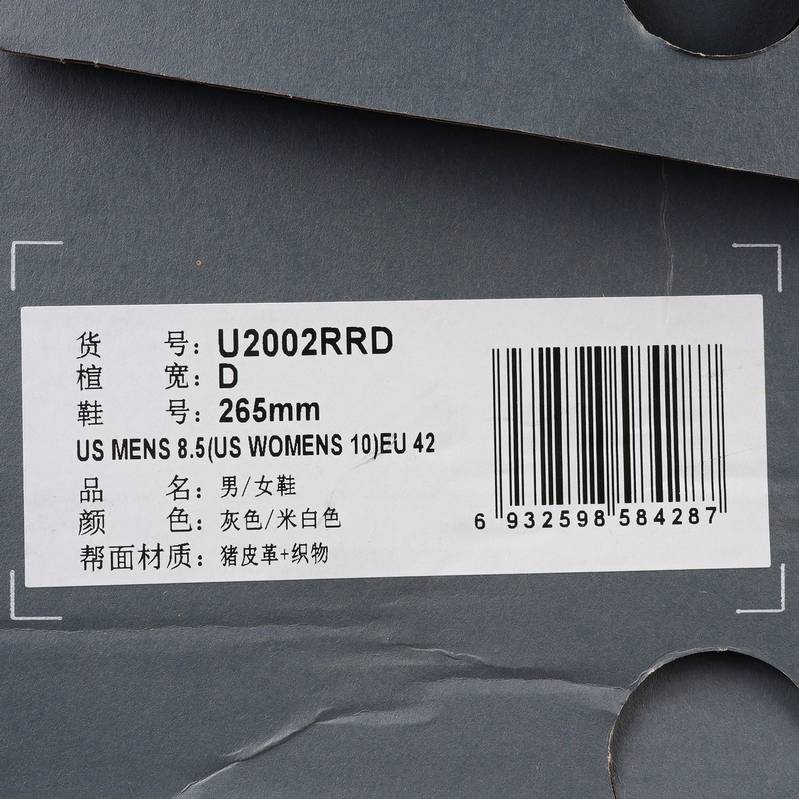 货 号：U2002RRD
楦 宽：D
鞋 号：265mm
US MENS 8.5(US WOMENS 10)EU 42
品 名：男/女鞋
颜 色：灰色/米白色
帮面材质：猪皮革+织物
6 932598 584287